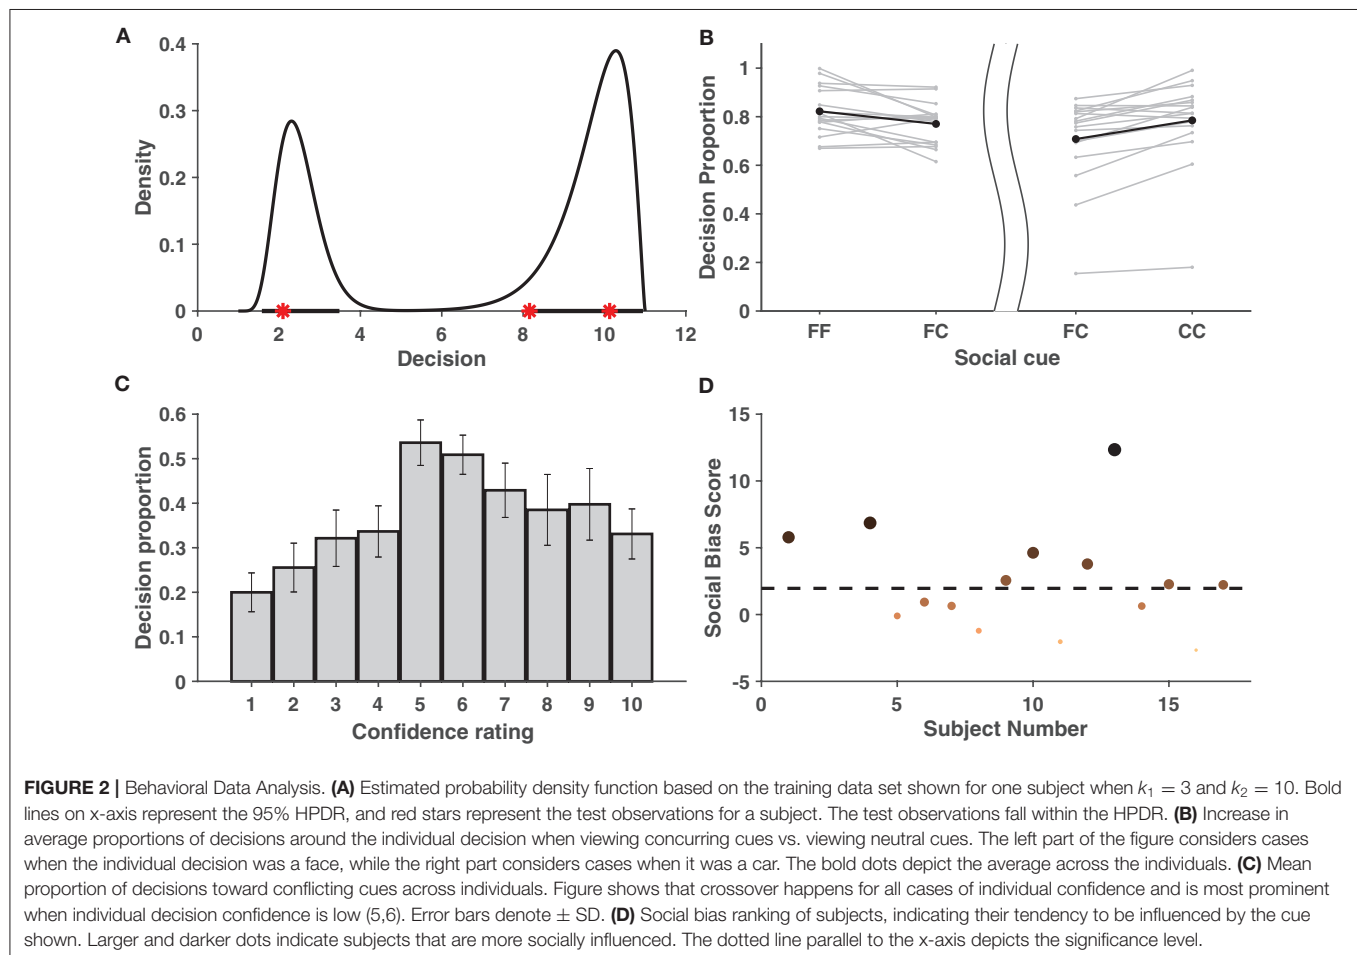 A
0.4
0.3
0.2
0.1
0
Density
0 2 4 6 8 10 12
Decision
B
1
0.8
0.6
0.4
0.2
0
Decision Proportion
FF FC FC CC
Social cue
C
0.6
0.5
0.4
0.3
0.2
0.1
0
Decision proportion
1 2 3 4 5 6 7 8 9 10
Confidence rating
D
15
10
5
0
-5
Social Bias Score
0 5 10 15
Subject Number
FIGURE 2 | Behavioral Data Analysis. (A) Estimated probability density function based on the training data set shown for one subject when k₁ = 3 and k₂ = 10. Bold
lines on x-axis represent the 95% HPDR, and red stars represent the test observations for a subject. The test observations fall within the HPDR. (B) Increase in
average proportions of decisions around the individual decision when viewing concurring cues vs. viewing neutral cues. The left part of the figure considers cases
when the individual decision was a face, while the right part considers cases when it was a car. The bold dots depict the average across the individuals. (C) Mean
proportion of decisions toward conflicting cues across individuals. Figure shows that crossover happens for all cases of individual confidence and is most prominent
when individual decision confidence is low (5,6). Error bars denote ± SD. (D) Social bias ranking of subjects, indicating their tendency to be influenced by the cue
shown. Larger and darker dots indicate subjects that are more socially influenced. The dotted line parallel to the x-axis depicts the significance level.